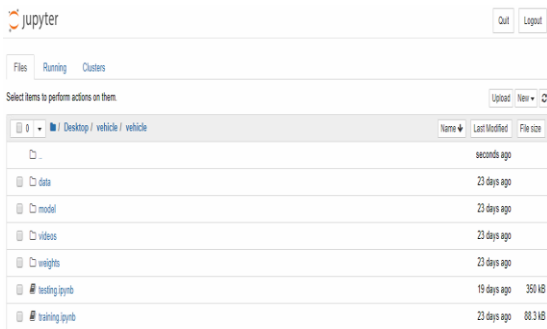 jupyter Quit Logout
Files Running Clusters
Select items to perform actions on them. Upload New
0 / Desktop / vehicle / vehicle Name Last Modified File size
.. seconds ago
data 23 days ago
model 23 days ago
videos 23 days ago
weights 23 days ago
testing.ipynb 19 days ago 350 kB
training.ipynb 23 days ago 88.3 kB